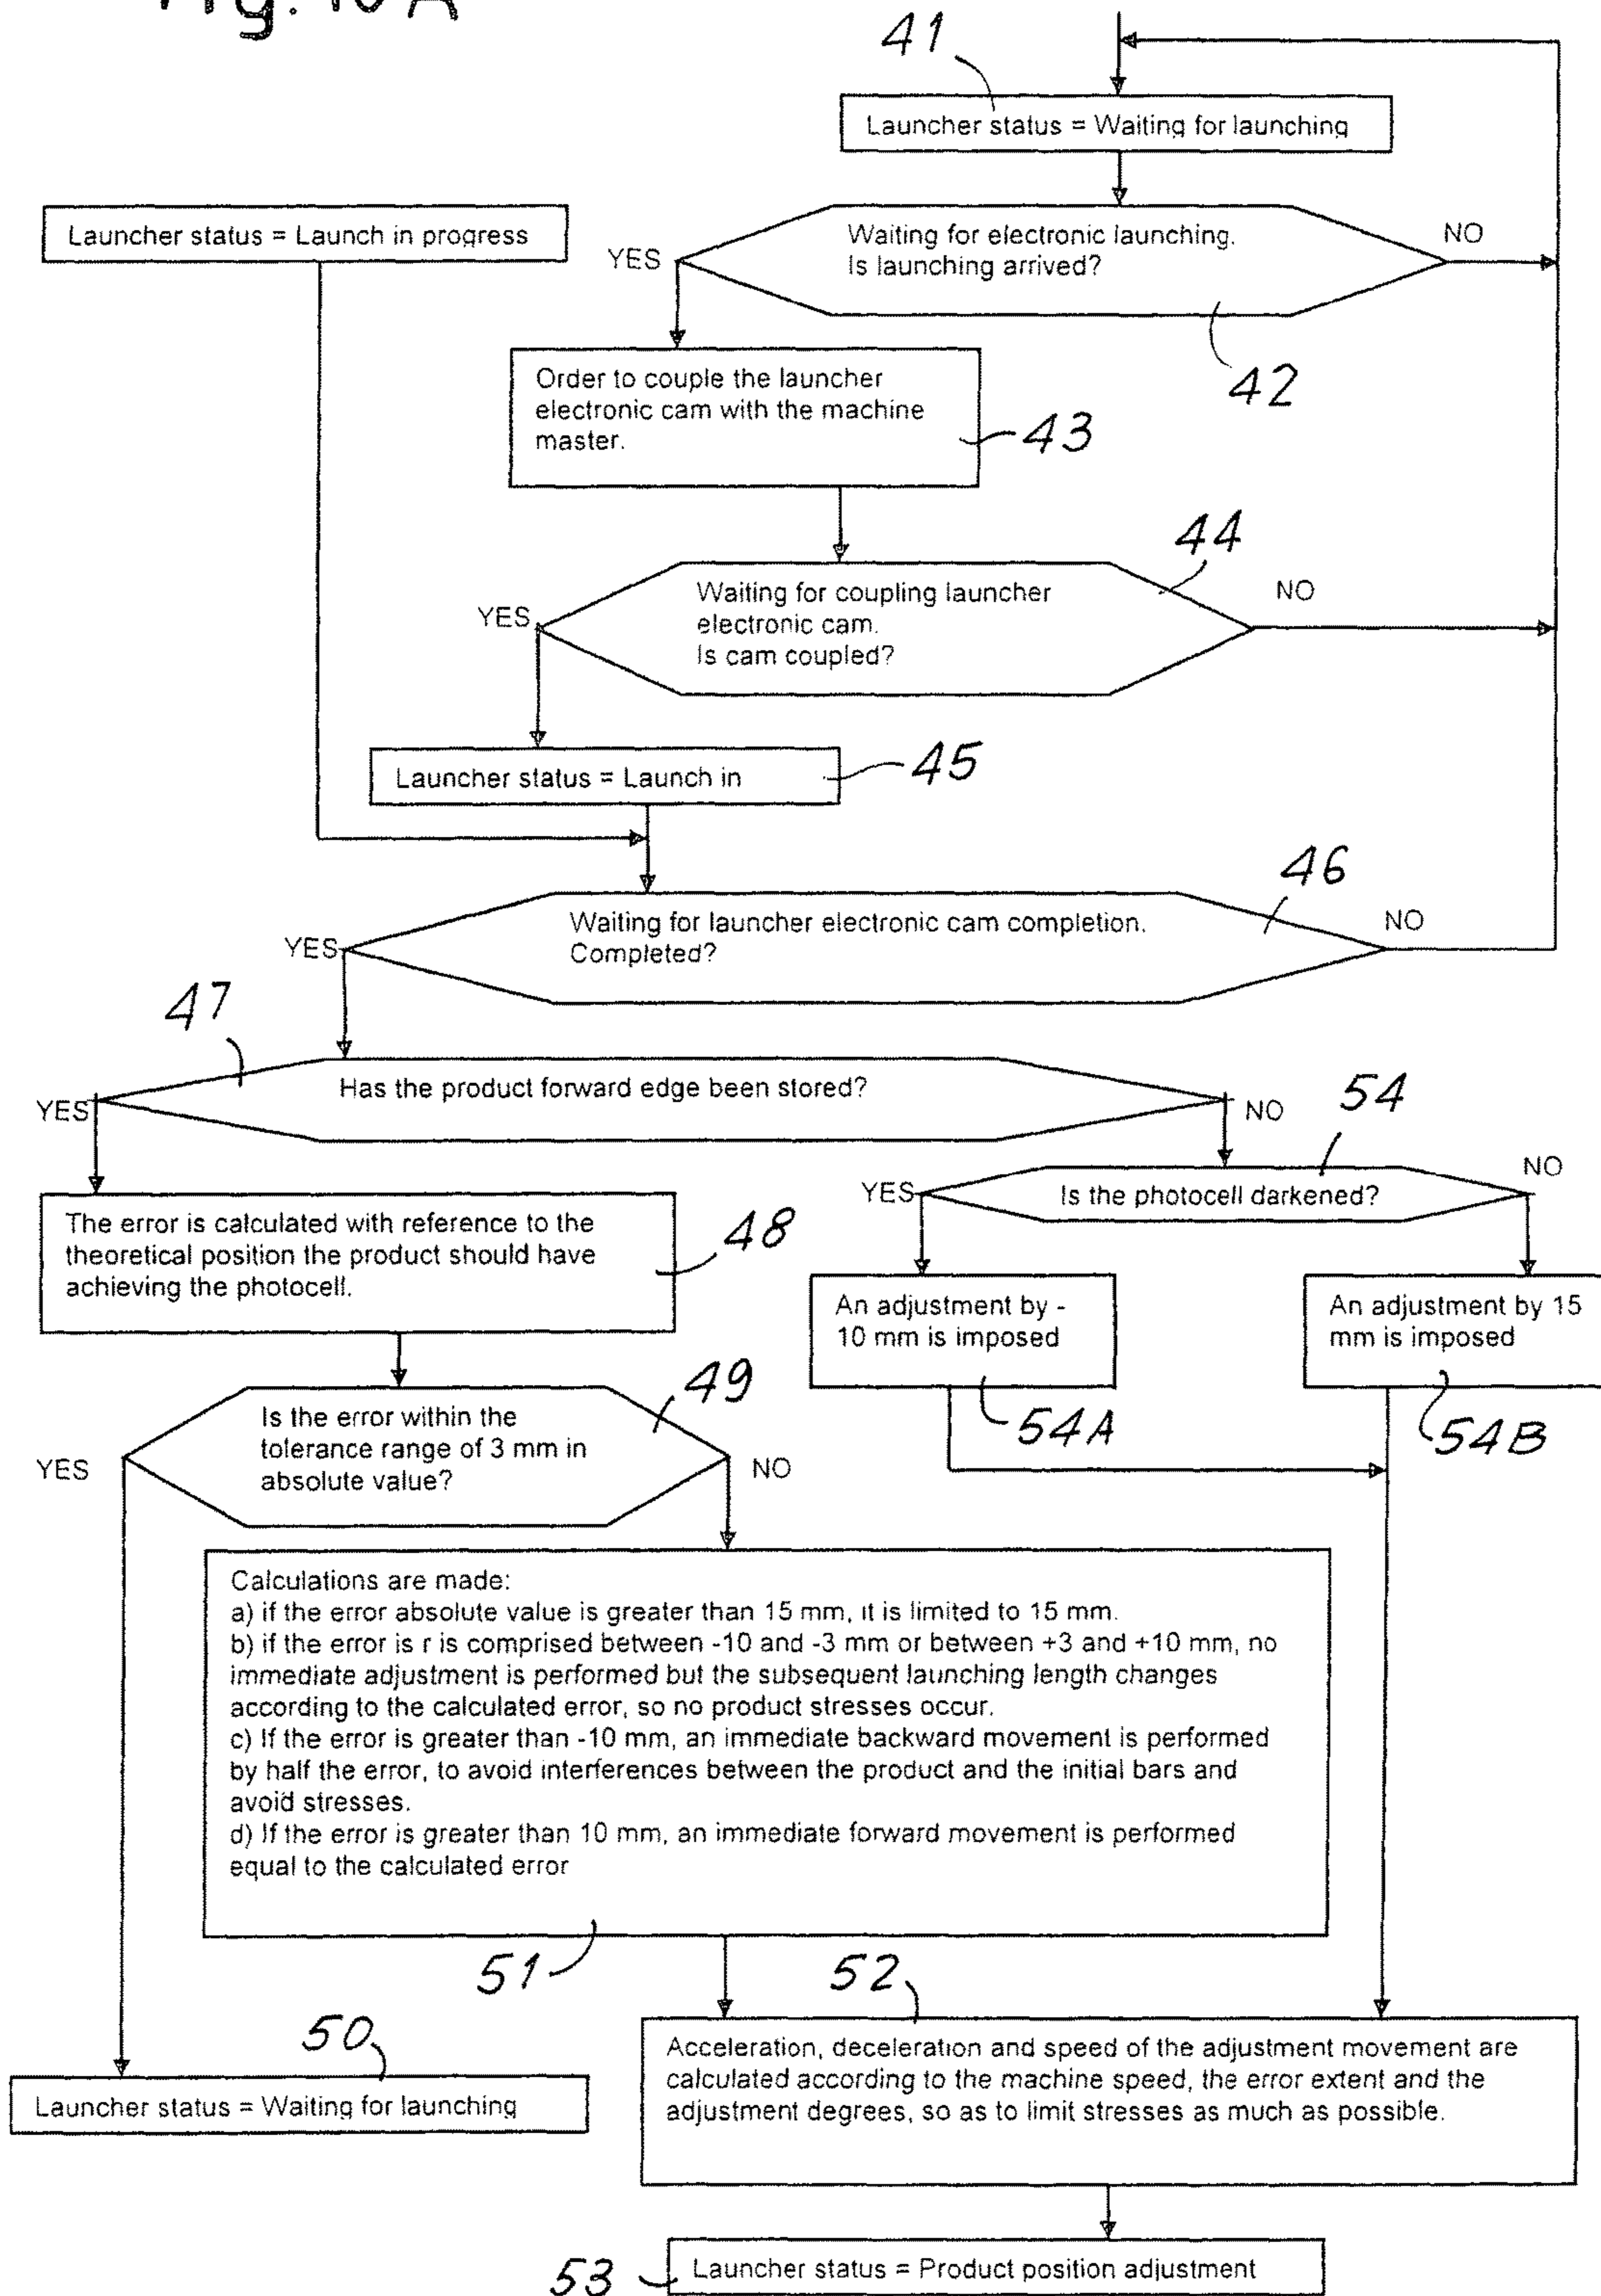 Fig. 10A
41
Launcher status = Waiting for launching
Launcher status = Launch in progress
YES
Waiting for electronic launching.
Is launching arrived?
NO
42
Order to couple the launcher
electronic cam with the machine
master.
43
44
YES
Waiting for coupling launcher
electronic cam.
Is cam coupled?
NO
Launcher status = Launch in
45
46
YES
Waiting for launcher electronic cam completion.
Completed?
NO
47
YES
Has the product forward edge been stored?
NO
54
YES
Is the photocell darkened?
NO
The error is calculated with reference to the
theoretical position the product should have
achieving the photocell.
48
An adjustment by -
10 mm is imposed
54A
An adjustment by 15
mm is imposed
54B
49
YES
Is the error within the
tolerance range of 3 mm in
absolute value?
NO
Calculations are made:
a) if the error absolute value is greater than 15 mm, it is limited to 15 mm.
b) if the error is r is comprised between -10 and -3 mm or between +3 and +10 mm, no
immediate adjustment is performed but the subsequent launching length changes
according to the calculated error, so no product stresses occur.
c) If the error is greater than -10 mm, an immediate backward movement is performed
by half the error, to avoid interferences between the product and the initial bars and
avoid stresses.
d) If the error is greater than 10 mm, an immediate forward movement is performed
equal to the calculated error
51
52
50
Launcher status = Waiting for launching
Acceleration, deceleration and speed of the adjustment movement are
calculated according to the machine speed, the error extent and the
adjustment degrees, so as to limit stresses as much as possible.
53
Launcher status = Product position adjustment